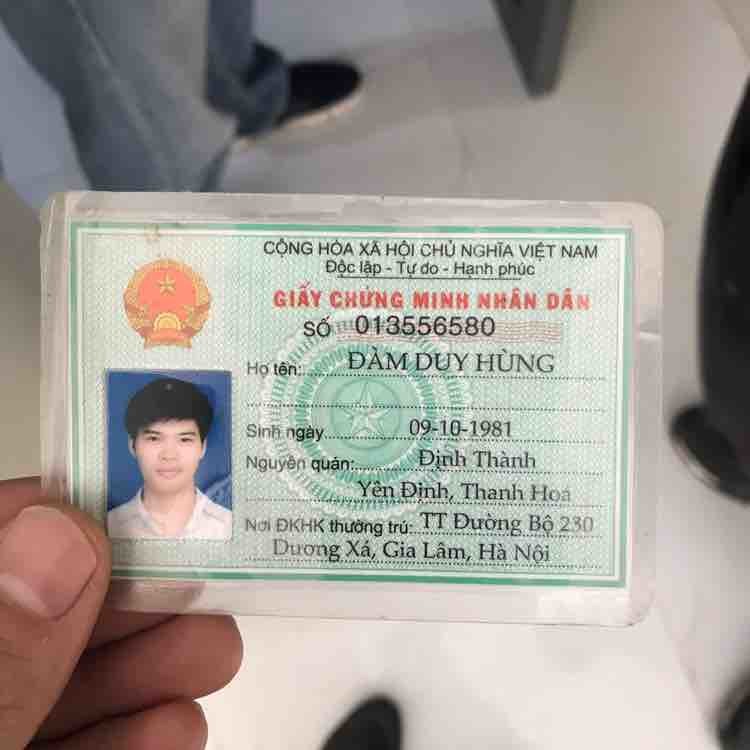 CỘNG HÒA XÃ HỘI CHỦ NGHĨA VIỆT NAM
Độc lập - Tự do - Hạnh phúc
GIẤY CHỨNG MINH NHÂN DÂN
SỐ 013556580
Họ tên: ĐÀM DUY HÙNG
Sinh ngày 09-10-1981
Nguyên quán: Định Thành
Yên Định, Thanh Hoá
Nơi ĐKHK thường trú: TT Đường Bộ 230
Dương Xá, Gia Lâm, Hà Nội